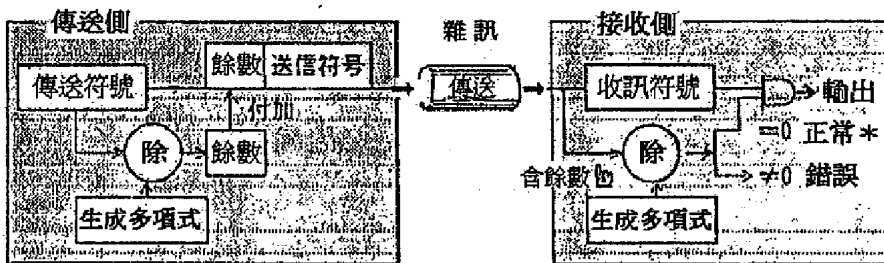 傳送側
餘數 送信符号
傳送符號
付加
除
餘數
生成多項式
雜訊
傳送
接收側
收訊符號
輸出
=0 正常*
除
≠0 錯誤
含餘數
生成多項式